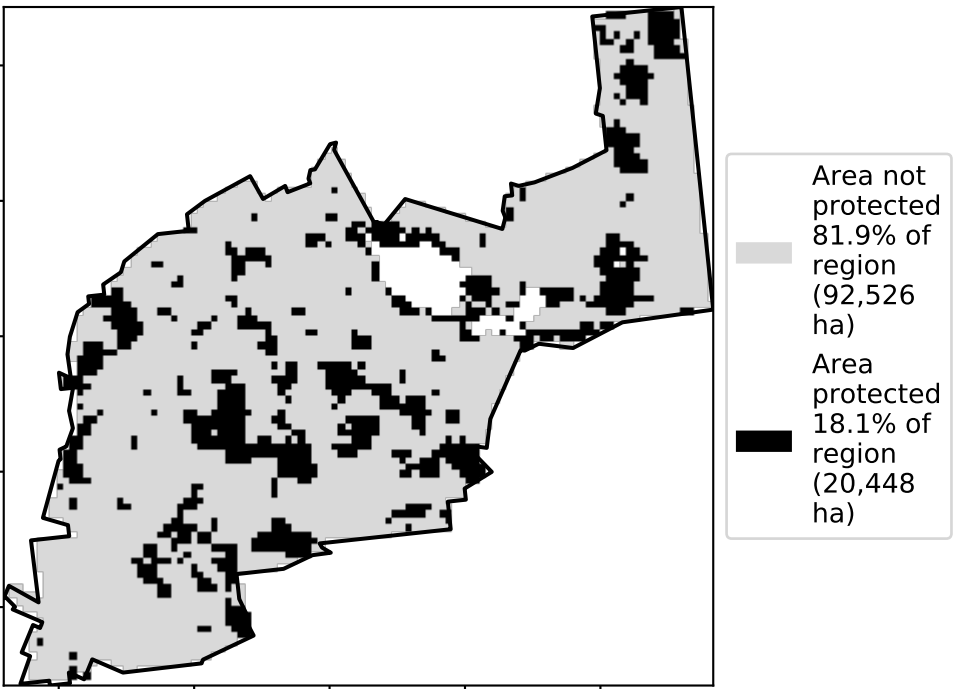 Area not
protected
81.9% of
region
(92,526
ha)
Area
protected
18.1% of
region
(20,448
ha)